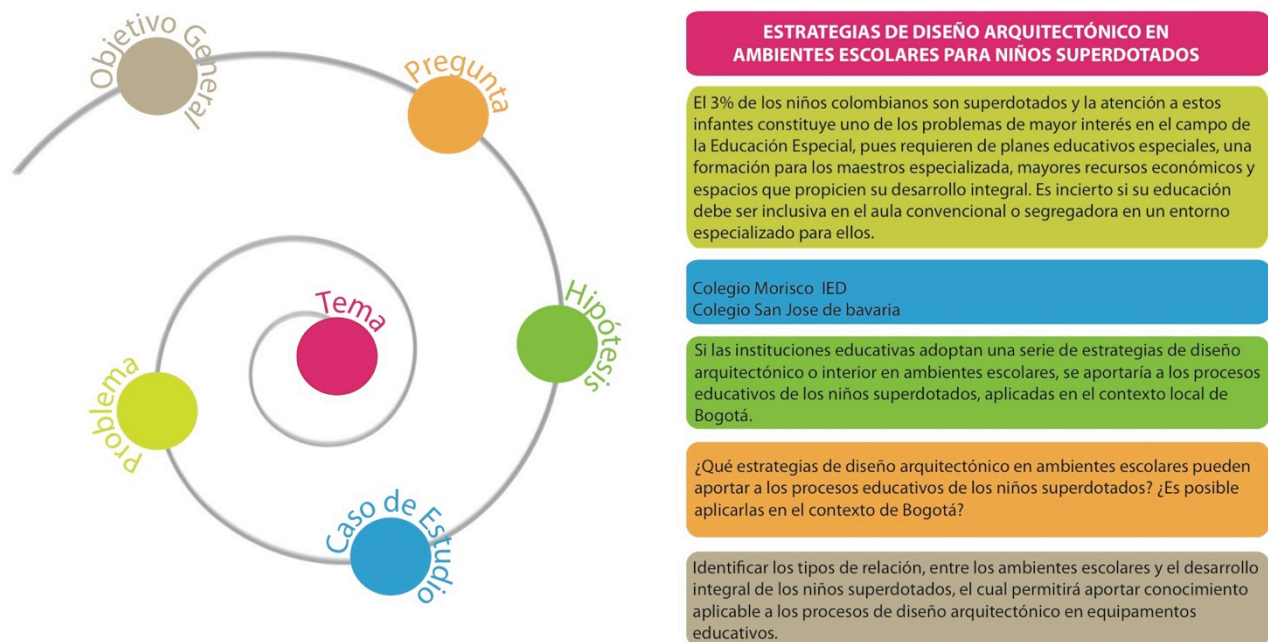 Objetivo General
Pregunta
Hipótesis
Tema
Problema
Caso de Estudio
ESTRATEGIAS DE DISEÑO ARQUITECTÓNICO EN
AMBIENTES ESCOLARES PARA NIÑOS SUPERDOTADOS
El 3% de los niños colombianos son superdotados y la atención a estos
infantes constituye uno de los problemas de mayor interés en el campo de
la Educación Especial, pues requieren de planes educativos especiales, una
formación para los maestros especializada, mayores recursos económicos y
espacios que propicien su desarrollo integral. Es incierto si su educación
debe ser inclusiva en el aula convencional o segregadora en un entorno
especializado para ellos.
Colegio Morisco IED
Colegio San Jose de bavaria
Si las instituciones educativas adoptan una serie de estrategias de diseño
arquitectónico o interior en ambientes escolares, se aportaría a los procesos
educativos de los niños superdotados, aplicadas en el contexto local de
Bogotá.
¿Qué estrategias de diseño arquitectónico en ambientes escolares pueden
aportar a los procesos educativos de los niños superdotados? ¿Es posible
aplicarlas en el contexto de Bogotá?
Identificar los tipos de relación, entre los ambientes escolares y el desarrollo
integral de los niños superdotados, el cual permitirá aportar conocimiento
aplicable a los procesos de diseño arquitectónico en equipamentos
educativos.